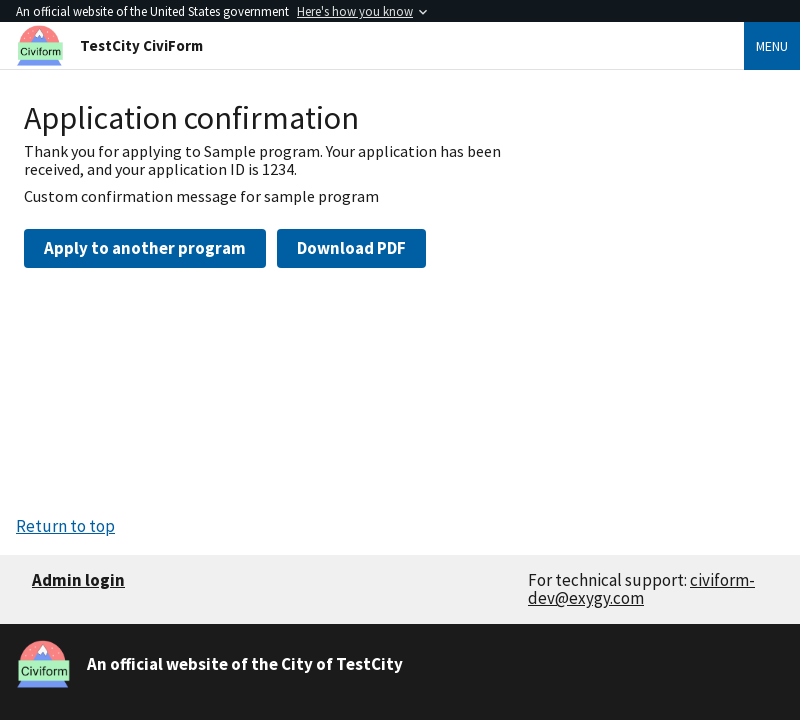 An official website of the United States government Here's how you know
Civiform
TestCity CiviForm
MENU
Application confirmation
Thank you for applying to Sample program. Your application has been
received, and your application ID is 1234.
Custom confirmation message for sample program
Apply to another program
Download PDF
Return to top
Admin login
For technical support: civiform-
dev@exygy.com
Civiform
An official website of the City of TestCity